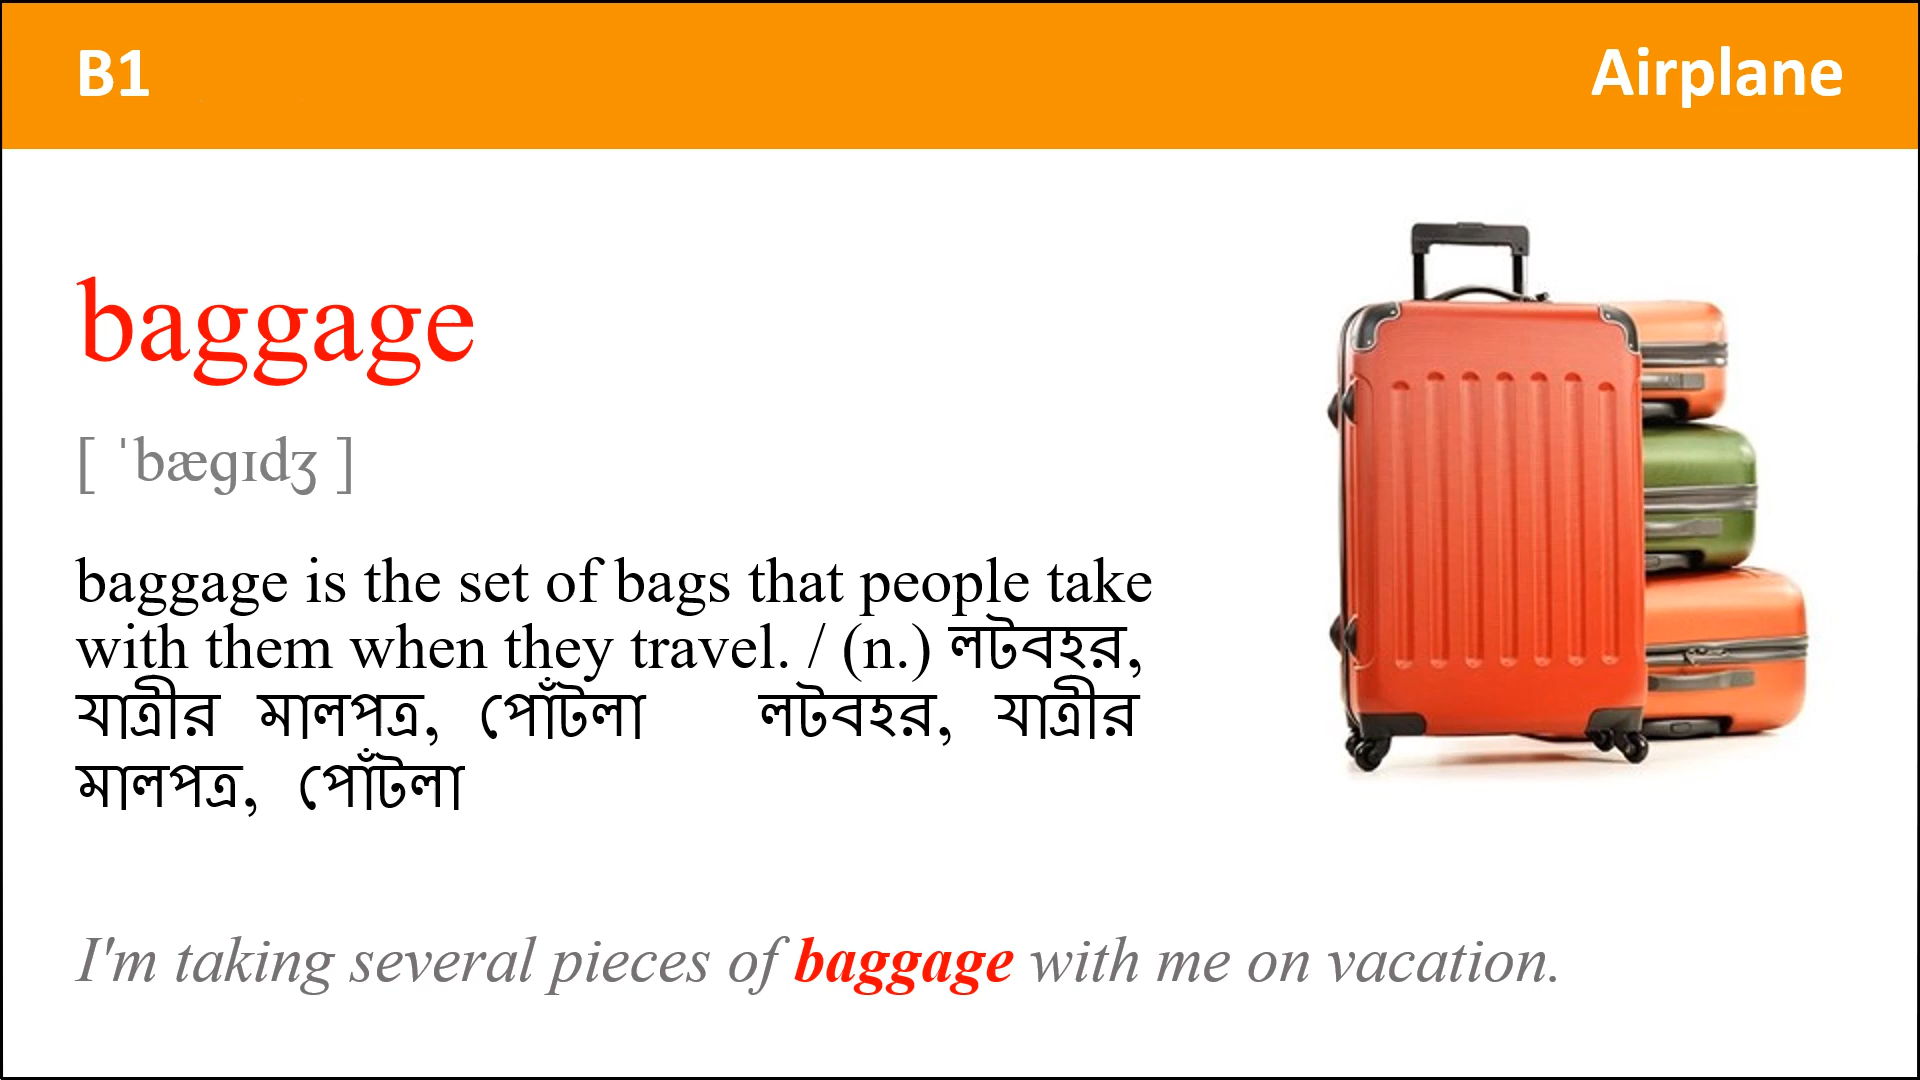 B1
Airplane
baggage
[ ˈbæɡɪdʒ ]
baggage is the set of bags that people take
with them when they travel. / (n.) লটবহর,
যাত্রীর মালপত্র, পোঁটলা লটবহর, যাত্রীর
মালপত্র, পোঁটলা
I'm taking several pieces of baggage with me on vacation.